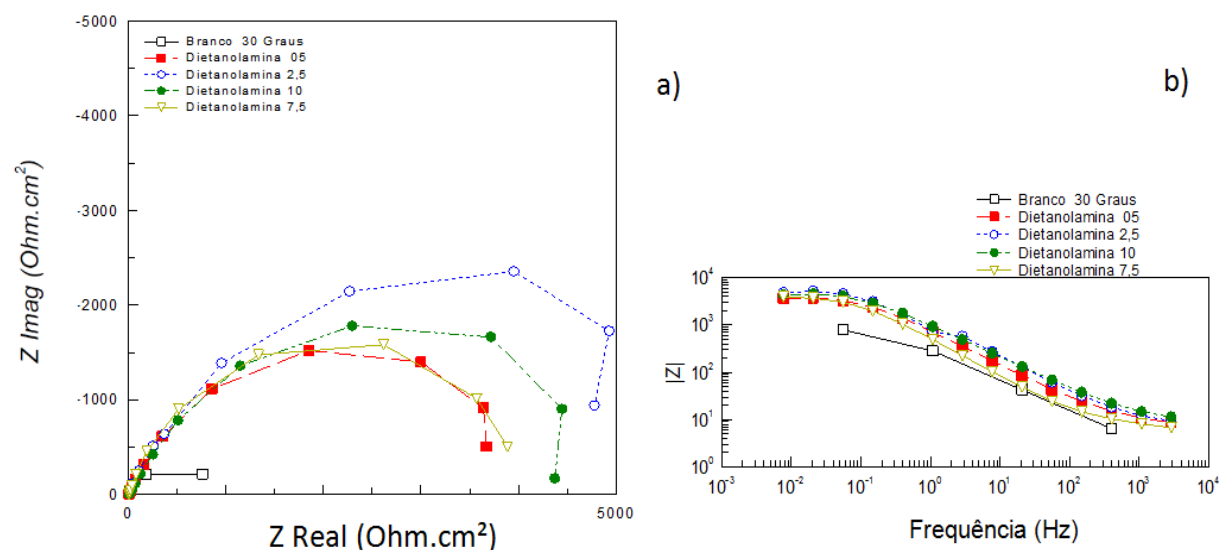 -5000
-4000
-3000
-2000
-1000
0
0
5000
Z Imag (Ohm.cm²)
Z Real (Ohm.cm²)
Branco 30 Graus
Dietanolamina 05
Dietanolamina 2,5
Dietanolamina 10
Dietanolamina 7,5
a)
b)
Branco 30 Graus
Dietanolamina 05
Dietanolamina 2,5
Dietanolamina 10
Dietanolamina 7,5
10⁴
10³
10²
10¹
10⁰
|Z|
10⁻³ 10⁻² 10⁻¹ 10⁰ 10¹ 10² 10³ 10⁴
Frequência (Hz)